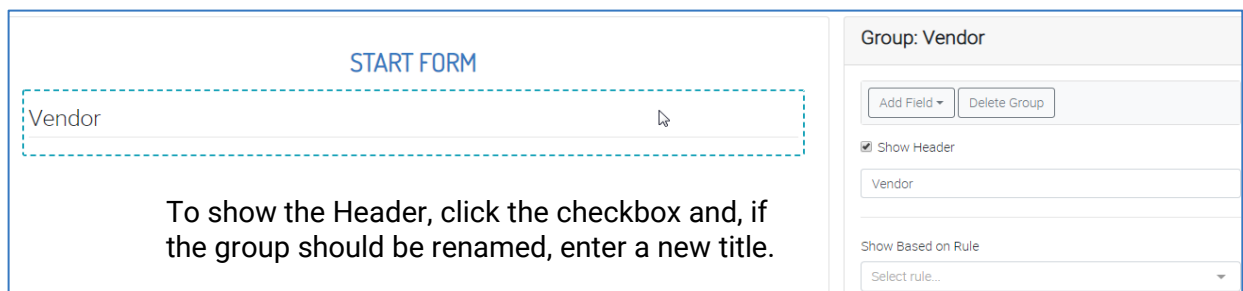 START FORM
Vendor
To show the Header, click the checkbox and, if
the group should be renamed, enter a new title.
Group: Vendor
Add Field Delete Group
Show Header
Vendor
Show Based on Rule
Select rule...